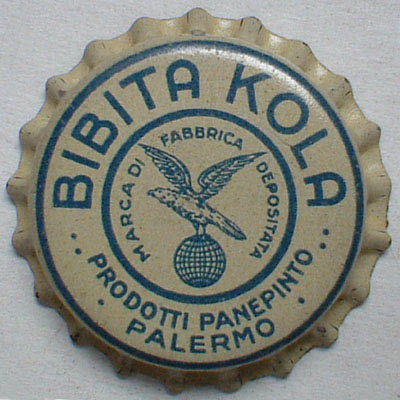 BIBITA KOLA
MARCA DI FABBRICA DEPOSITATA
·· PRODOTTI PANEPINTO ··
· PALERMO ·